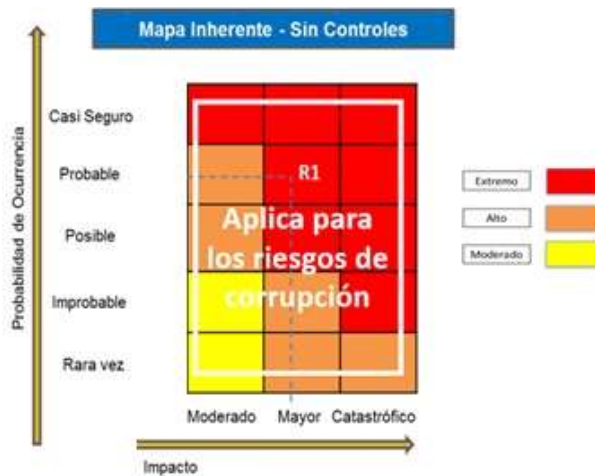 Mapa Inherente - Sin Controles
Probabilidad de Ocurrencia
Casi Seguro
Probable
Posible
Improbable
Rara vez
R1
Aplica para
los riesgos de
corrupción
Extremo
Alto
Moderado
Moderado Mayor Catastrófico
Impacto